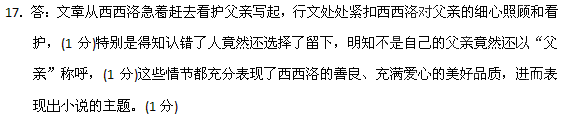 17. 答：文章从西西洛急着赶去看护父亲写起，行文处处紧扣西西洛对父亲的细心照顾和看
护，(1 分)特别是得知认错了人竟然还选择了留下，明知不是自己的父亲竟然还以“父
亲”称呼，(1 分)这些情节都充分表现了西西洛的善良、充满爱心的美好品质，进而表
现出小说的主题。(1 分)